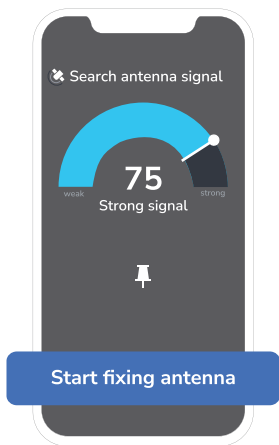 Search antenna signal
75
weak
strong
Strong signal
Start fixing antenna